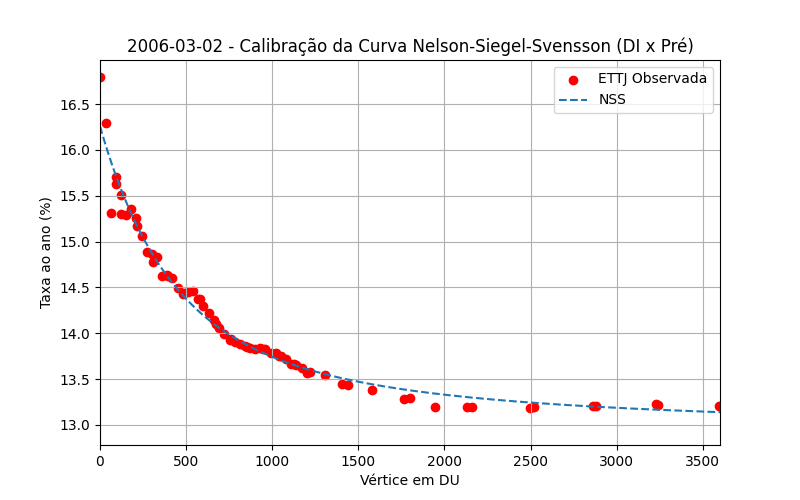 2006-03-02 - Calibração da Curva Nelson-Siegel-Svensson (DI x Pré)
ETTJ Observada
NSS
Taxa ao ano (%)
16.5
16.0
15.5
15.0
14.5
14.0
13.5
13.0
0 500 1000 1500 2000 2500 3000 3500
Vértice em DU